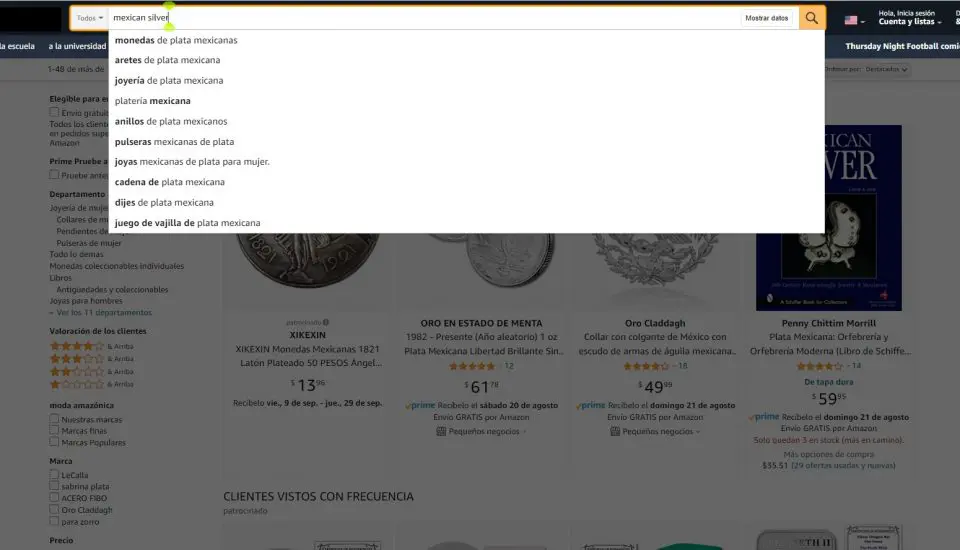 Todos
mexican silver
Mostrar datos
Hola, Inicia sesión
Cuenta y listas
la escuela
a la universidad
Thursday Night Football
1-48 de más de
Ordenar por: Destacados
monedas de plata mexicanas
aretes de plata mexicana
joyería de plata mexicana
platería mexicana
anillos de plata mexicanos
pulseras mexicanas de plata
joyas mexicanas de plata para mujer.
cadena de plata mexicana
dijes de plata mexicana
juego de vajilla de plata mexicana
Elegible para
Envío
Todos los
en pedidos
Amazon
Prime Pruebe
Pruebe
Departamento
Joyería de
Collares de
Pendientes de
Pulseras de mujer
Todo lo demas
Monedas coleccionables individuales
Libros
Antigüedades y coleccionables
Joyas para hombres
Ver los 11 departamentos
Valoración de los clientes
& Arriba
& Arriba
& Arriba
& Arriba
moda amazónica
Nuestras marcas
Marcas finas
Marcas Populares
Marca
LeCalla
sabrina plata
ACERO FIBO
Oro Claddagh
para zorro
Precio
1821
patrocinado
XIKEXIN
XIKEXIN Monedas Mexicanas 1821
Latón Plateado 50 PESOS Ángel...
$13.96
Recíbelo vie., 9 de sep. - jue., 29 de sep.
ORO EN ESTADO DE MENTA
1982 - Presente (Año aleatorio) 1 oz
Plata Mexicana Libertad Brillante Sin...
12
$61.78
prime Recíbelo el sábado 20 de agosto
Envío GRATIS por Amazon
Pequeños negocios
Oro Claddagh
Collar con colgante de México con
escudo de armas de águila mexicana...
18
$49.99
prime Recíbelo el domingo 21 de agosto
Envío GRATIS por Amazon
Pequeños negocios
A Schiffer Book for Collectors
Penny Chittim Morrill
Plata Mexicana: Orfebrería y
Orfebrería Moderna (Libro de Schiffe...
14
De tapa dura
$59.95
prime Recíbelo el domingo 21 de agosto
Envío GRATIS por Amazon
Solo quedan 3 en stock (más en camino).
Más opciones de compra
$35.51 (29 ofertas usadas y nuevas)
CLIENTES VISTOS CON FRECUENCIA
patrocinado